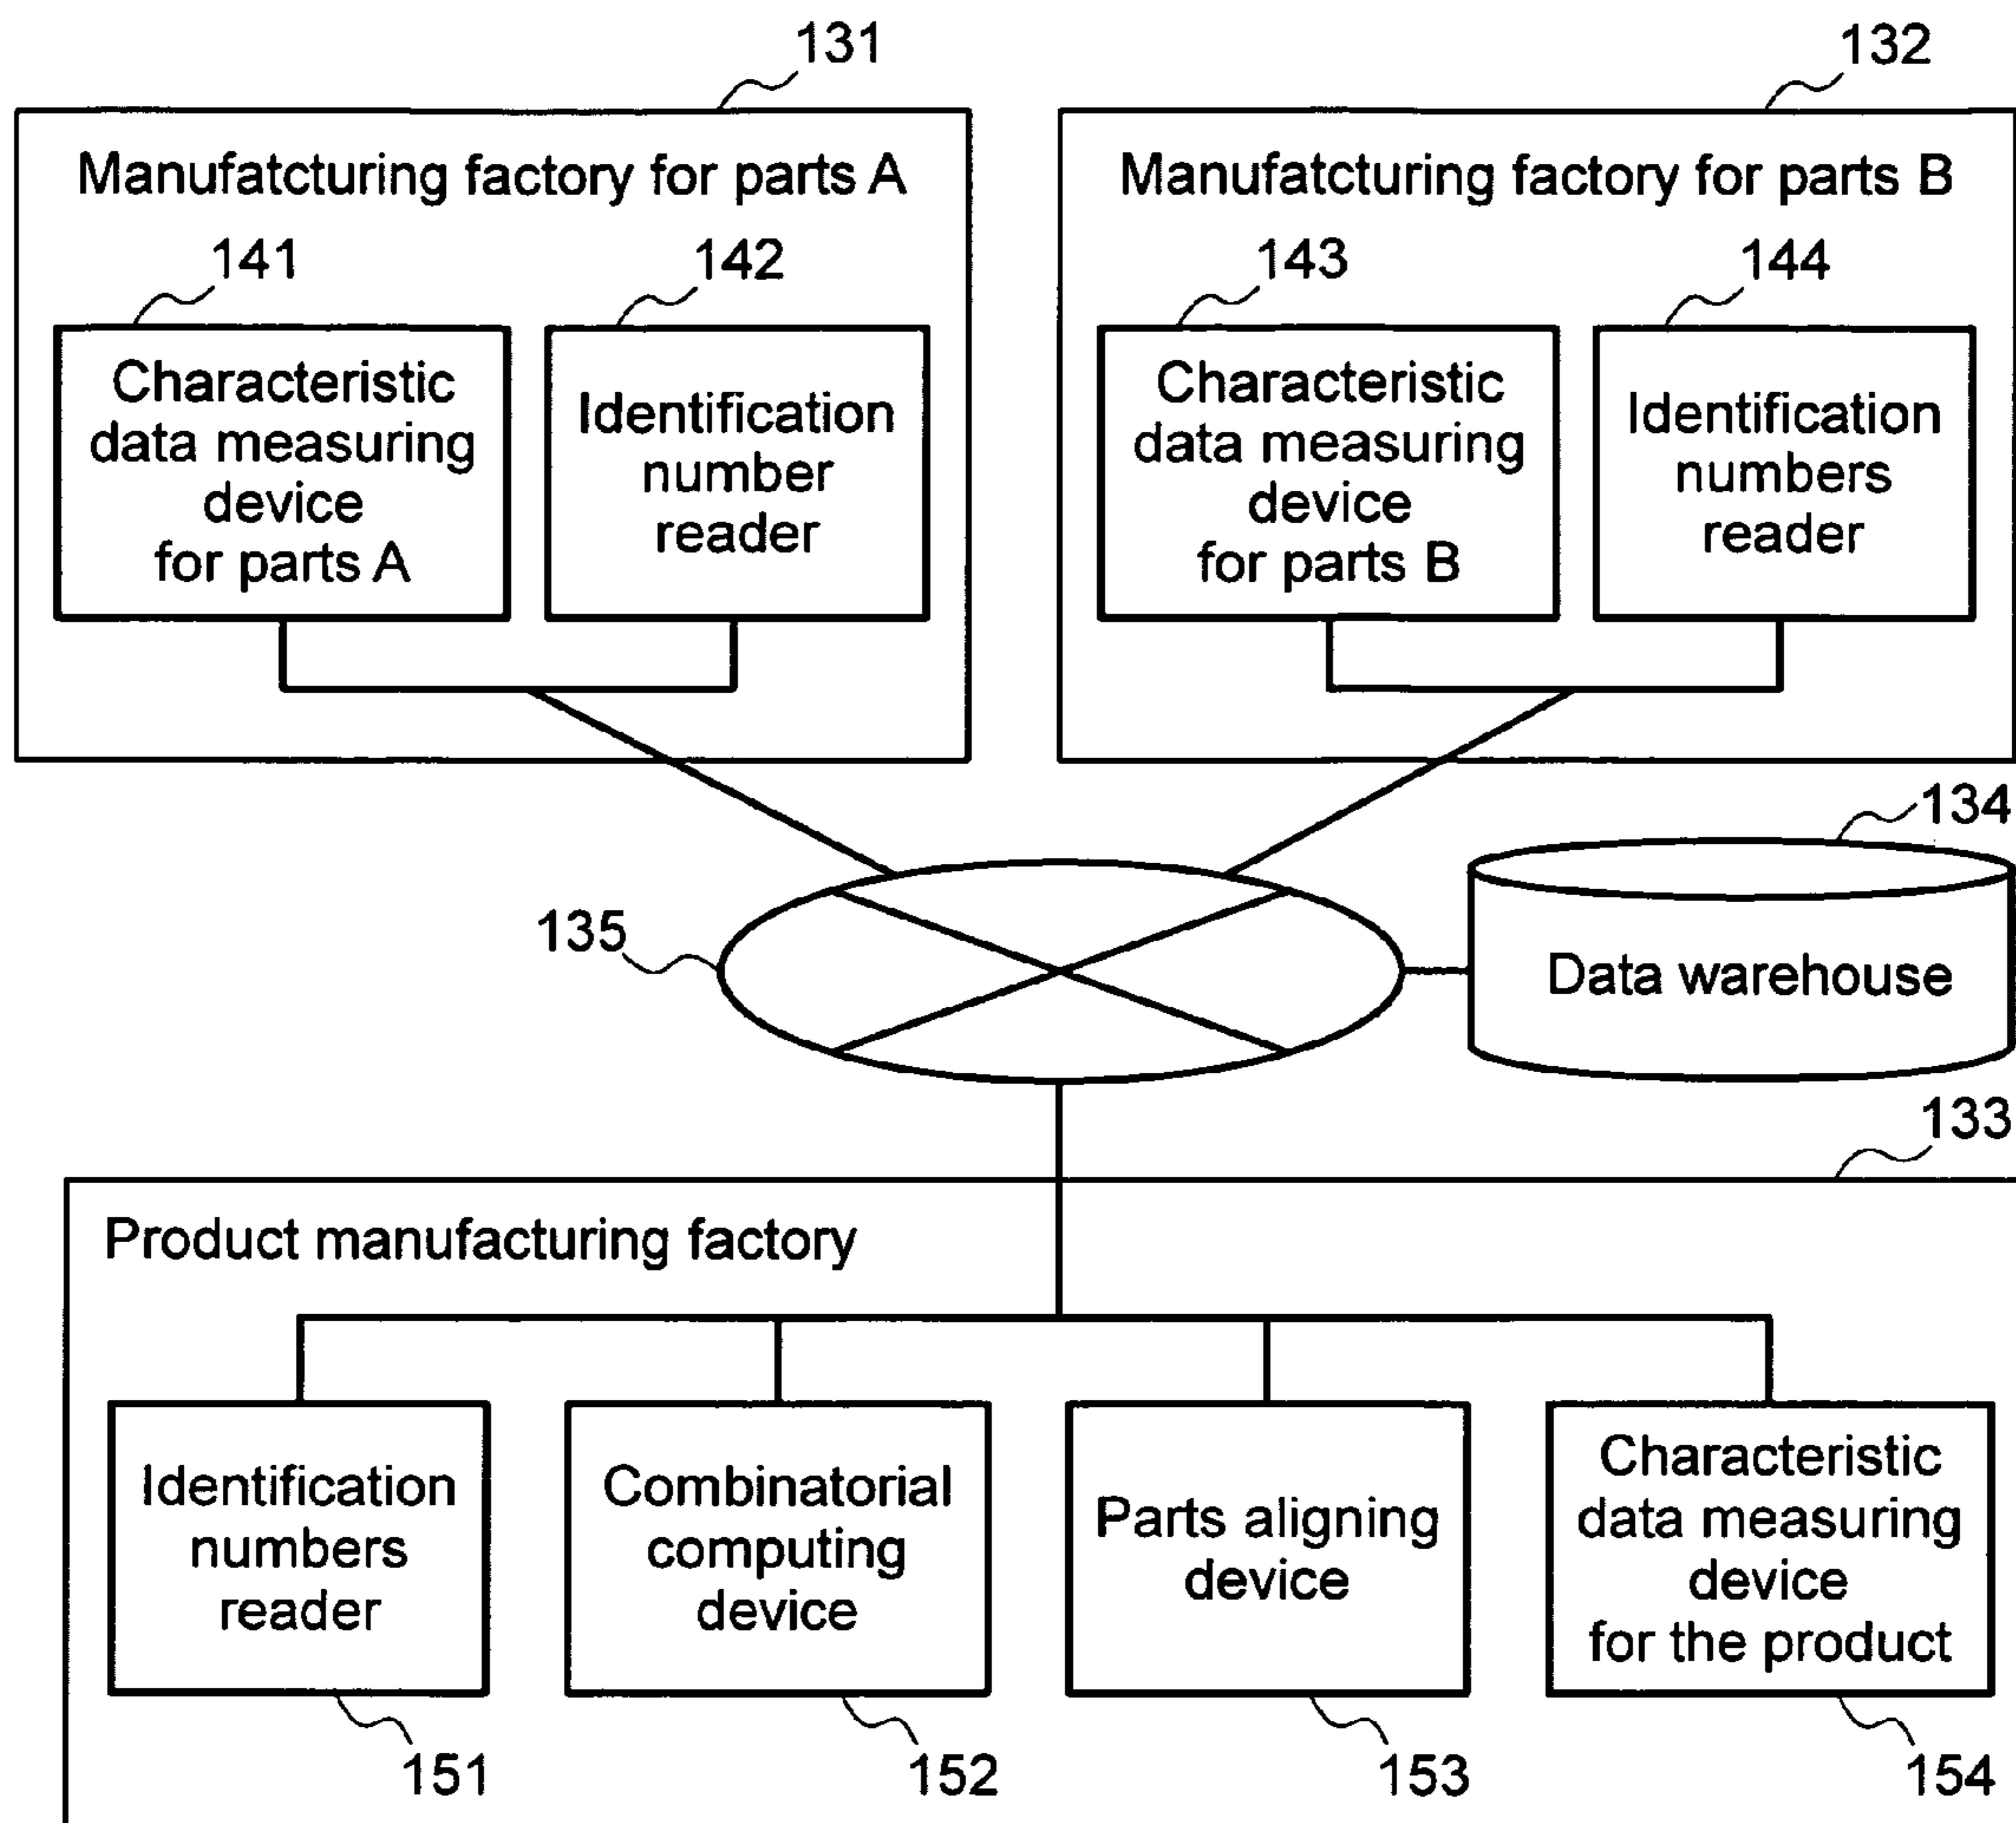 131
132
Manufatcturing factory for parts A
Manufatcturing factory for parts B
141
142
143
144
Characteristic
data measuring
device
for parts A
Identification
number
reader
Characteristic
data measuring
device
for parts B
Identification
numbers
reader
134
135
Data warehouse
133
Product manufacturing factory
Identification
numbers
reader
Combinatorial
computing
device
Parts aligning
device
Characteristic
data measuring
device
for the product
151
152
153
154